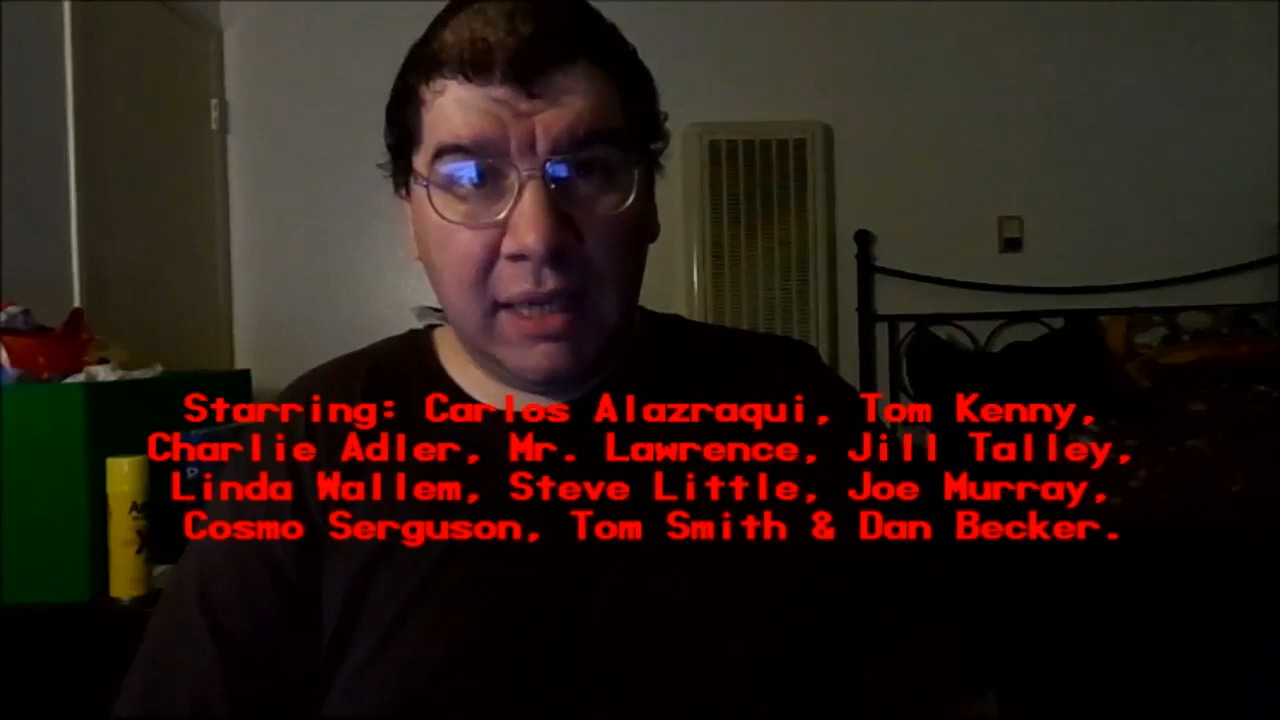 Starring: Carlos Alazraqui, Tom Kenny,
Charlie Adler, Mr. Lawrence, Jill Talley,
Linda Wallem, Steve Little, Joe Murray,
Cosmo Serguson, Tom Smith & Dan Becker.